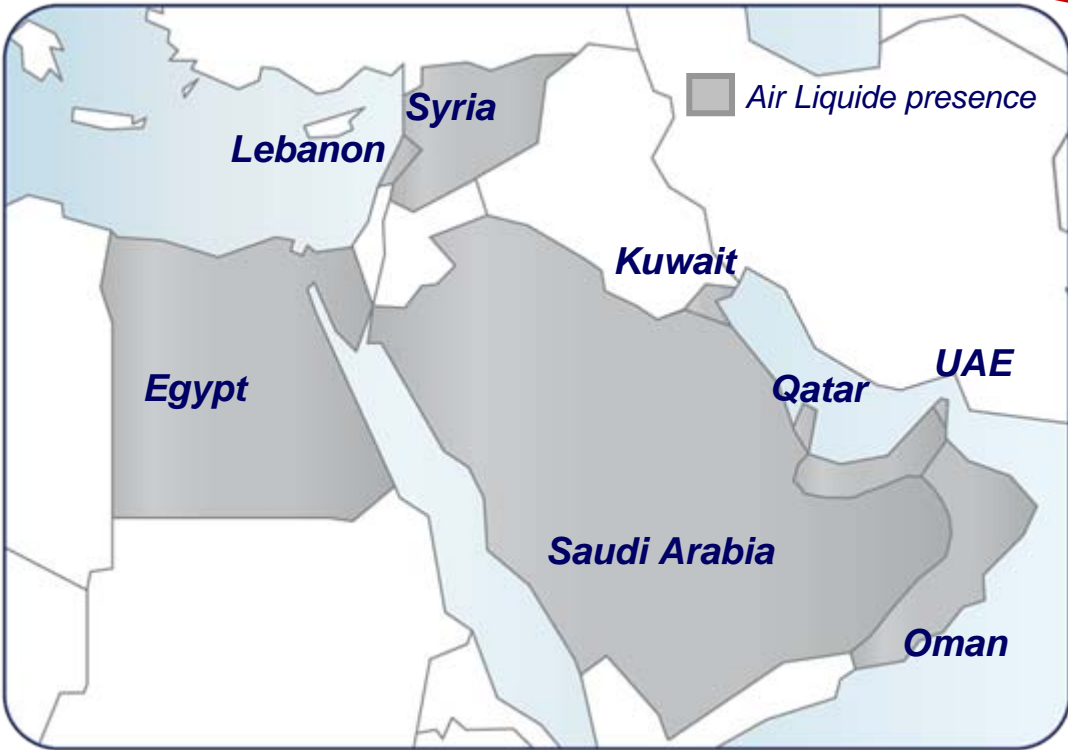 Syria
Air Liquide presence
Lebanon
Kuwait
UAE
Egypt
Qatar
Saudi Arabia
Oman